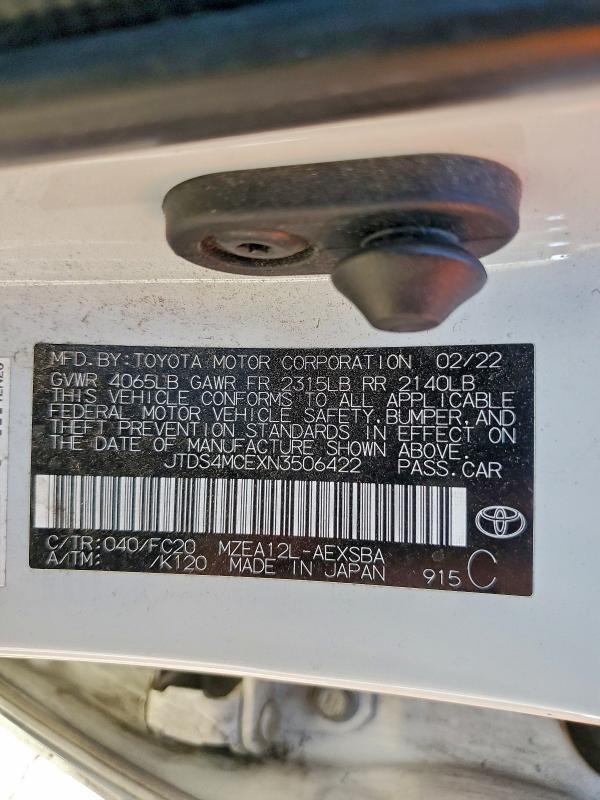 MFD.BY:TOYOTA MOTOR CORPORATION 02/22
GVWR 4065LB GAWR FR 2315LB RR 2140LB
THIS VEHICLE CONFORMS TO ALL APPLICABLE
FEDERAL MOTOR VEHICLE SAFETY,BUMPER,AND
THEFT PREVENTION STANDARDS IN EFFECT ON
THE DATE OF MANUFACTURE SHOWN ABOVE.
JTDS4MCEXN3506422 PASS.CAR
C/TR:040/FC20 MZEA12L-AEXSBA
A/TM: /K120 MADE IN JAPAN 915 C